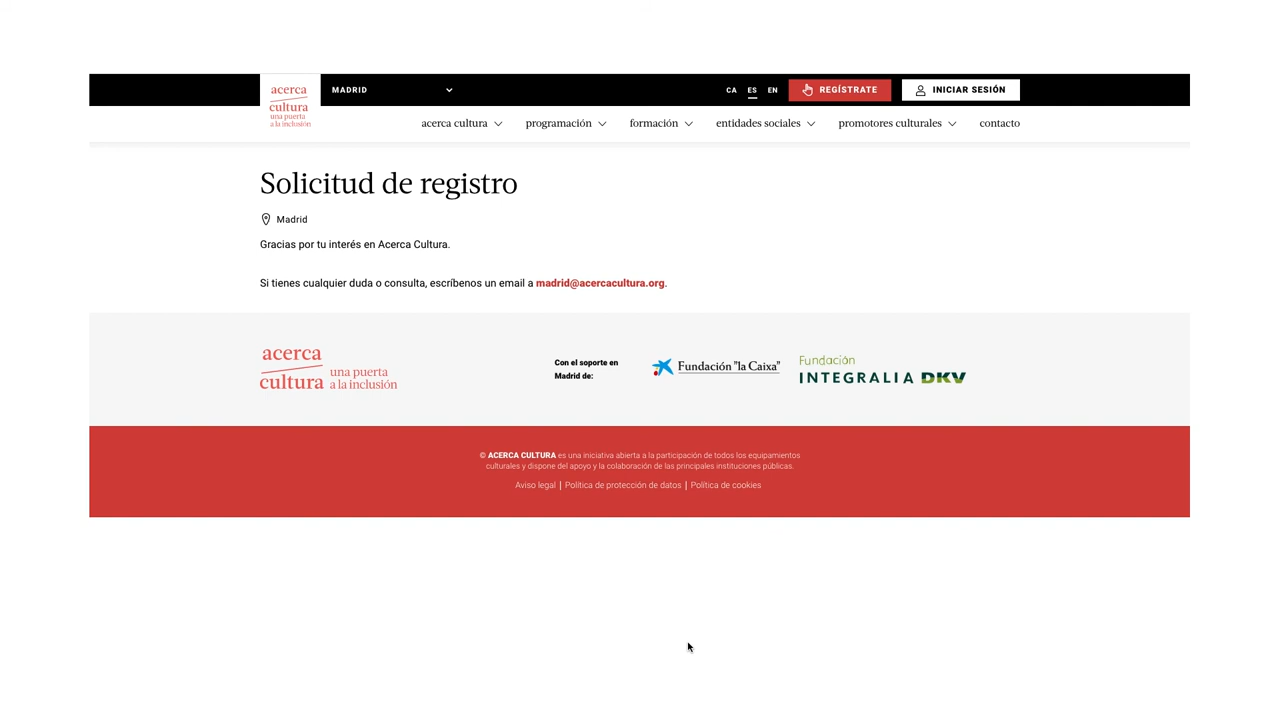 acerca
cultura
una puerta
a la inclusión
MADRID
CA ES EN
REGÍSTRATE
INICIAR SESIÓN
acerca cultura programación formación entidades sociales promotores culturales contacto
Solicitud de registro
Madrid
Gracias por tu interés en Acerca Cultura.
Si tienes cualquier duda o consulta, escríbenos un email a madrid@acercacultura.org.
acerca
cultura
una puerta
a la inclusión
Con el soporte en
Madrid de:
Fundación "la Caixa"
Fundación
INTEGRALIA DKV
© ACERCA CULTURA es una iniciativa abierta a la participación de todos los equipamientos
culturales y dispone del apoyo y la colaboración de las principales instituciones públicas.
Aviso legal | Política de protección de datos | Política de cookies